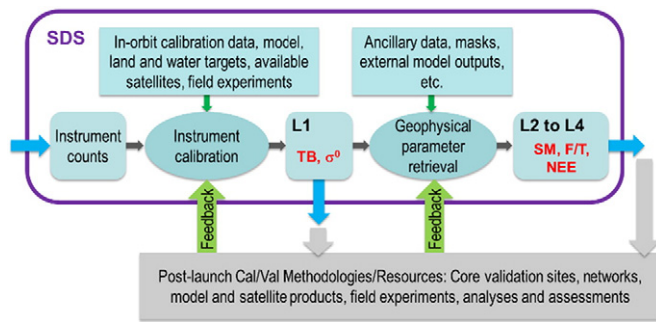 SDS
In-orbit calibration data, model,
land and water targets, available
satellites, field experiments
Ancillary data, masks,
external model outputs,
etc.
Instrument
counts
Instrument
calibration
L1
TB, σ⁰
Geophysical
parameter
retrieval
L2 to L4
SM, F/T,
NEE
Feedback
Feedback
Post-launch Cal/Val Methodologies/Resources: Core validation sites, networks,
model and satellite products, field experiments, analyses and assessments